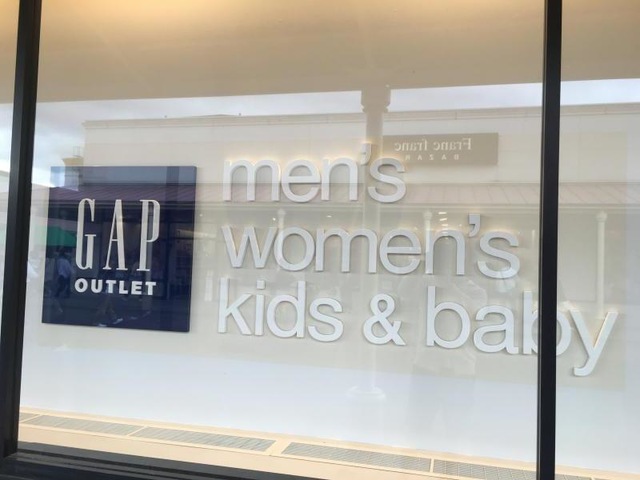 GAP
OUTLET
men's
women's
kids & baby
Franc franc
BAZAR